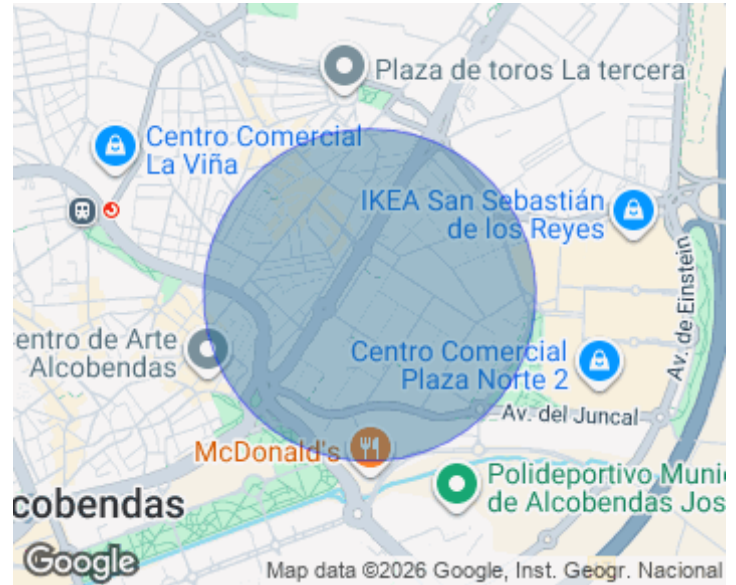 Plaza de toros La tercera
Centro Comercial
La Viña
IKEA San Sebastián
de los Reyes
Av. de Einstein
entro de Arte
Alcobendas
Centro Comercial
Plaza Norte 2
Av. del Juncal
McDonald's
Polideportivo Munic
de Alcobendas Jos
cobendas
Google
Map data ©2026 Google, Inst. Geogr. Nacional